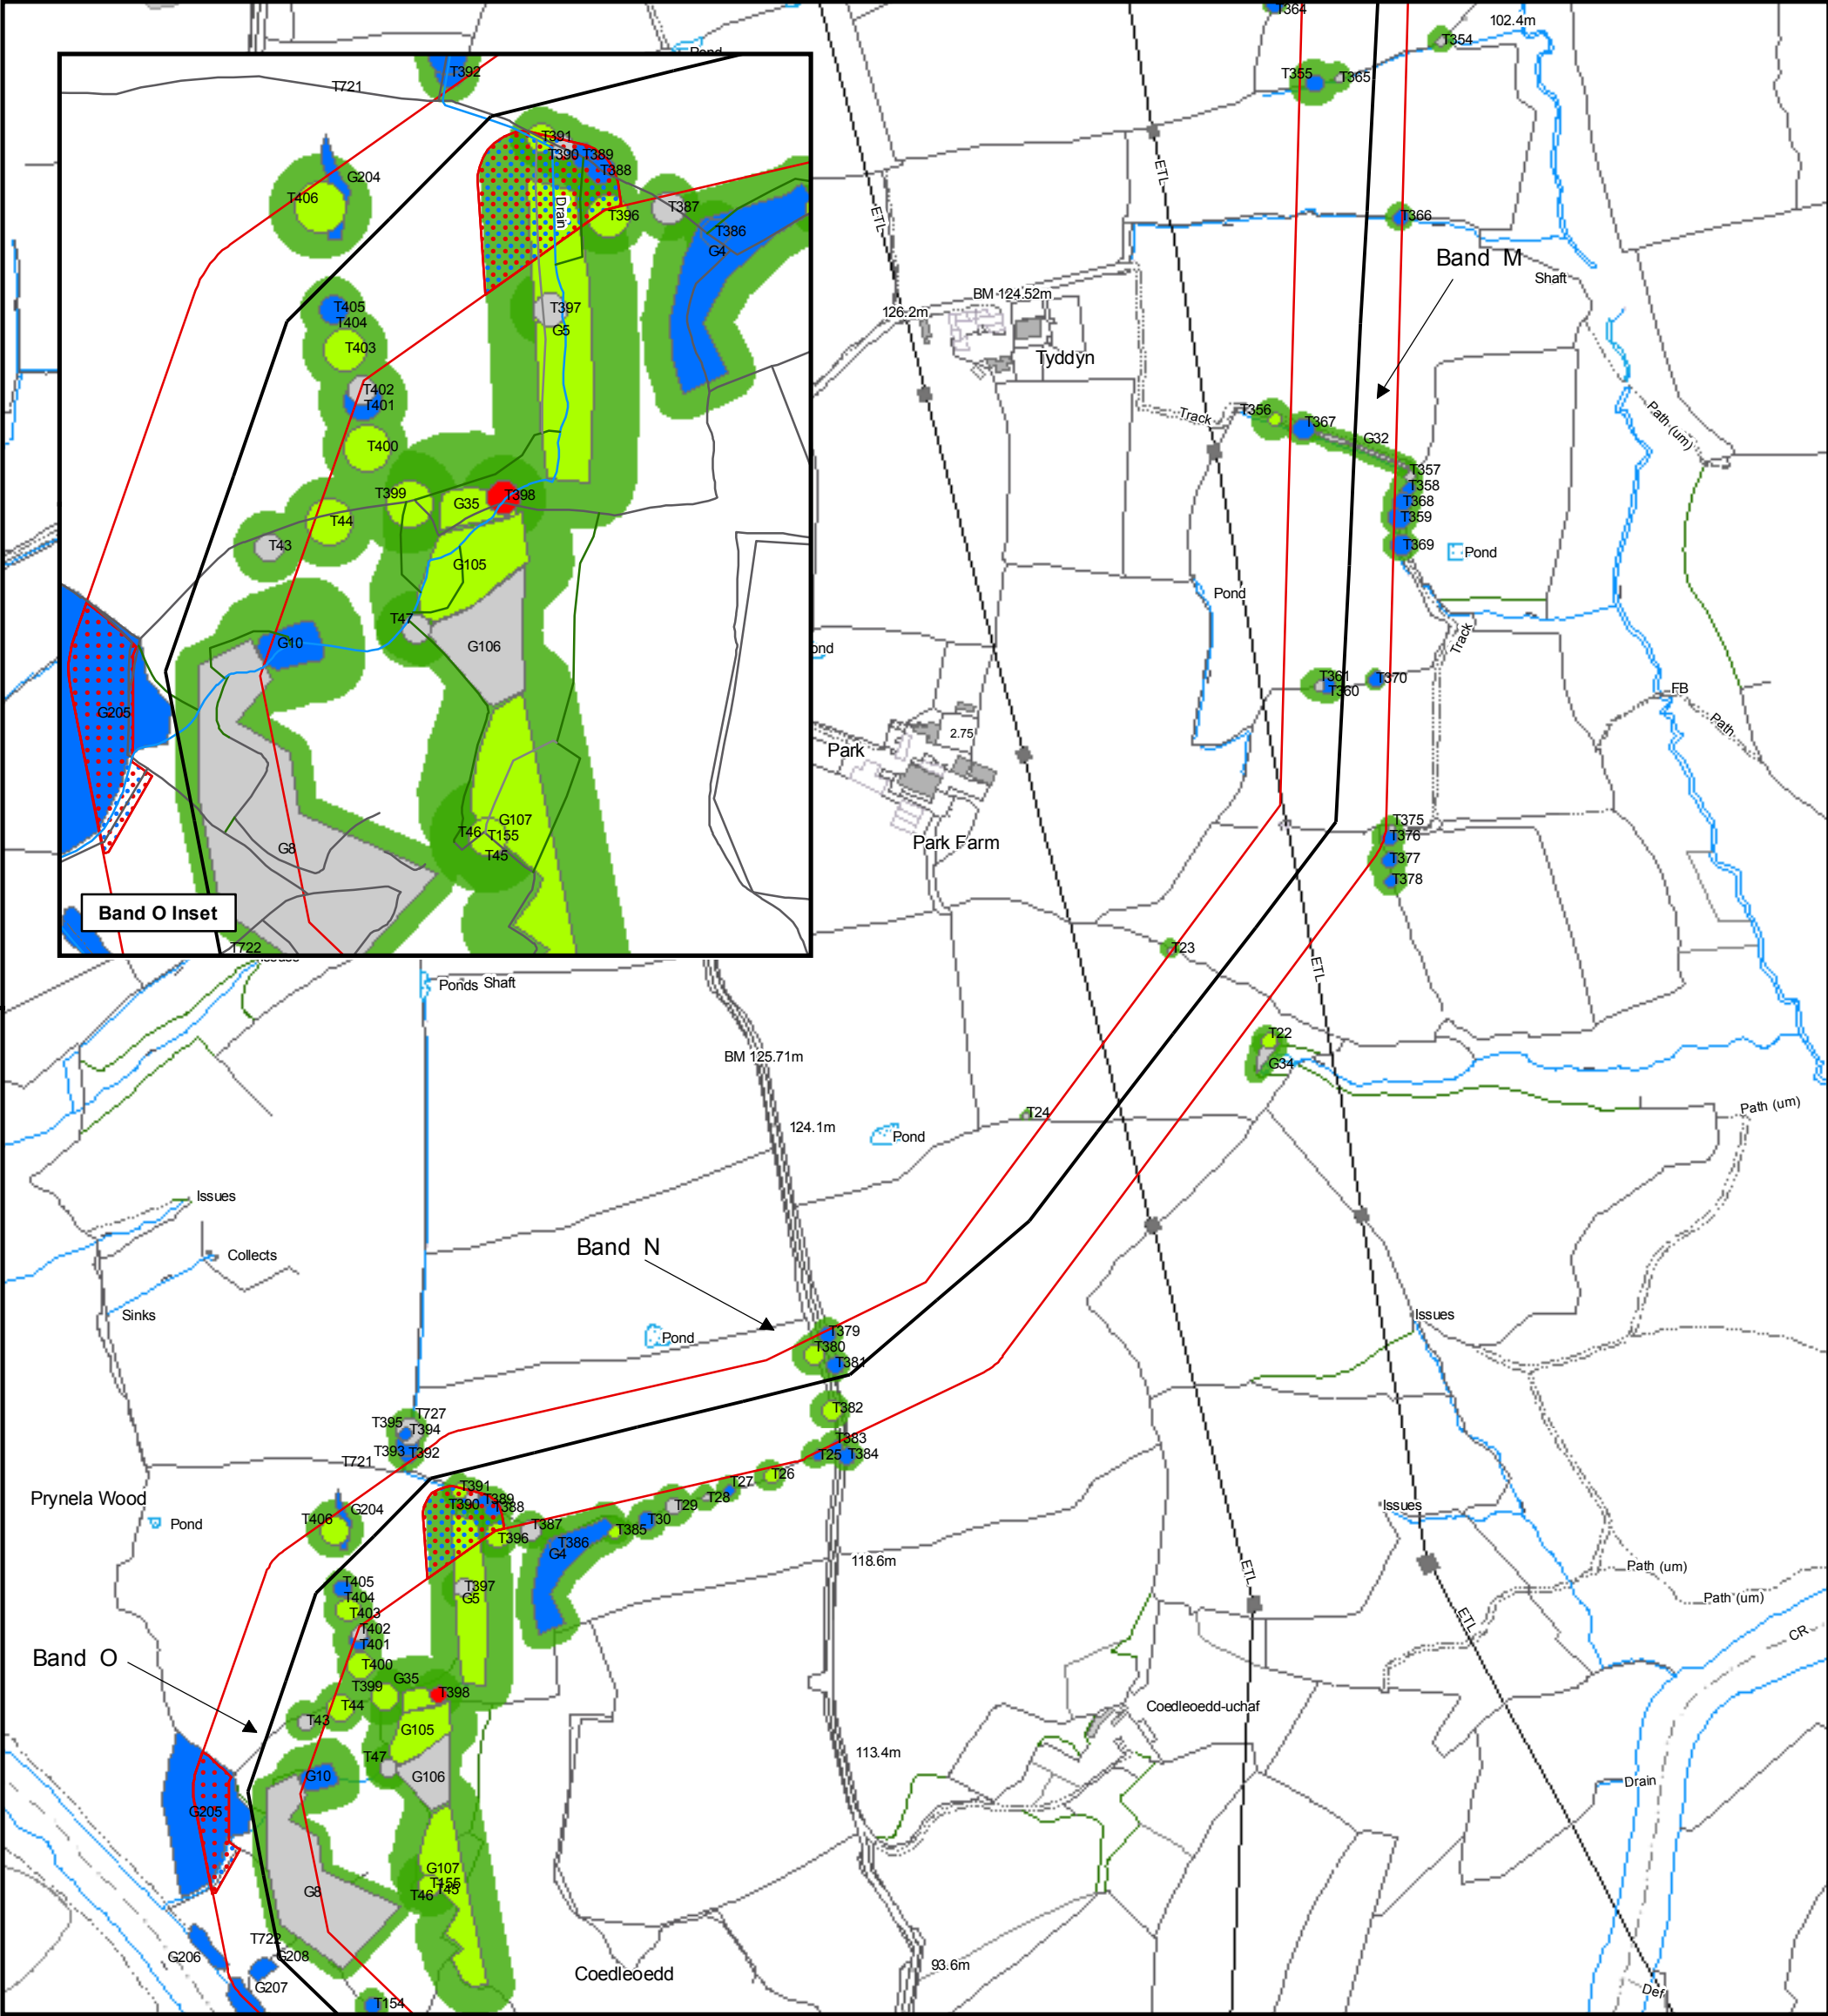 T364
102.4m
T354
T355
T365
Pond
ETL
ETL
T366
Band M
Shaft
BM 124.52m
126.2m
Tyddyn
T356
Track
T367
G32
Path (um)
T357
T358
T368
T359
T369
Pond
Pond
Track
T361
T360
T370
FB
Path
2.75
Park
Park Farm
T375
T376
T377
T378
T23
ETL
T22
G34
T24
Path (um)
T392
T721
T391
T390
T389
T388
G204
T406
T387
T396
Drain
T386
G4
T405
T404
T397
G5
T403
T402
T401
T400
T399
G35
T398
T44
T43
G105
T47
G10
G106
G205
G107
T46
T155
T45
G8
Band O Inset
T722
Ponds
Shaft
BM 125.71m
124.1m
Pond
Issues
Collects
Sinks
Band N
Pond
T379
T380
T381
T382
T383
T25
T384
T26
T27
T28
T29
T30
T385
Issues
T727
T395
T394
T393
T392
T721
Prynela Wood
Pond
T391
T390
T389
T388
G204
T406
T387
T396
T386
G4
118.6m
Issues
ETL
ETL
Path (um)
Path (um)
CR
T405
T404
T403
T397
G5
T402
T401
T400
Band O
T399
G35
T398
T44
T43
G105
T47
G10
G106
G205
113.4m
Coedleoedd-uchaf
Drain
G107
T155
T46
T45
G8
T722
G206
G208
G207
T154
Coedleoedd
93.6m
Def